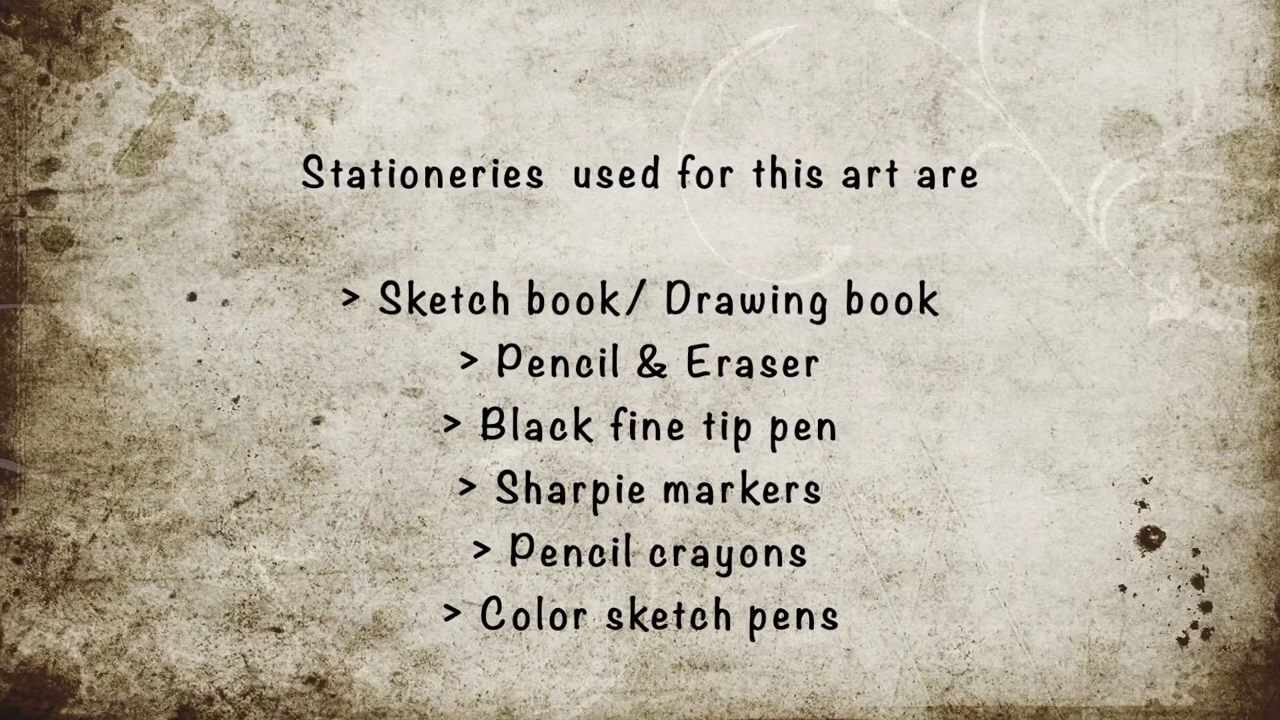 Stationeries used for this art are
> Sketch book/ Drawing book
> Pencil & Eraser
> Black fine tip pen
> Sharpie markers
> Pencil crayons
> Color sketch pens